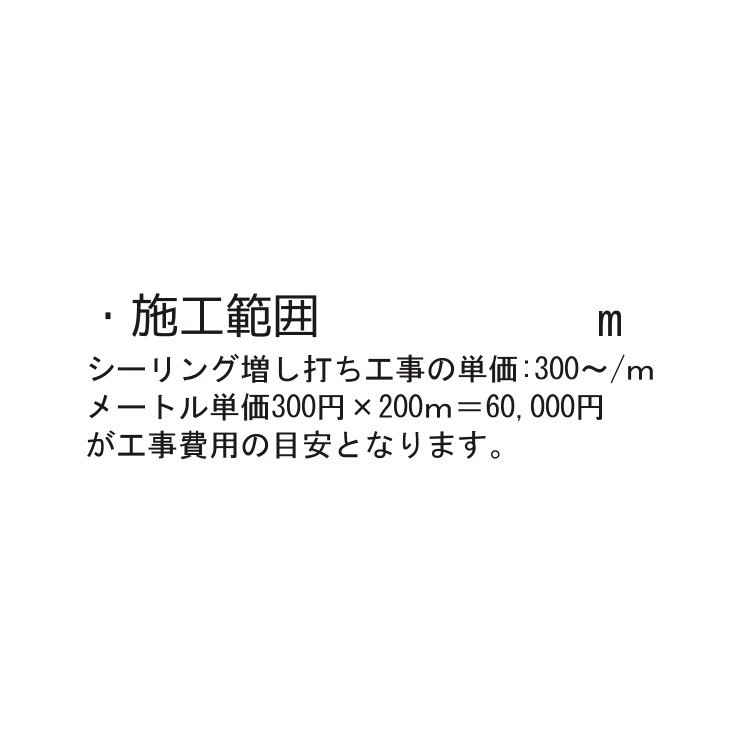 ・施工範囲　　　　　　m
シーリング増し打ち工事の単価:300～/ｍ
メートル単価300円×200ｍ＝60,000円
が工事費用の目安となります。